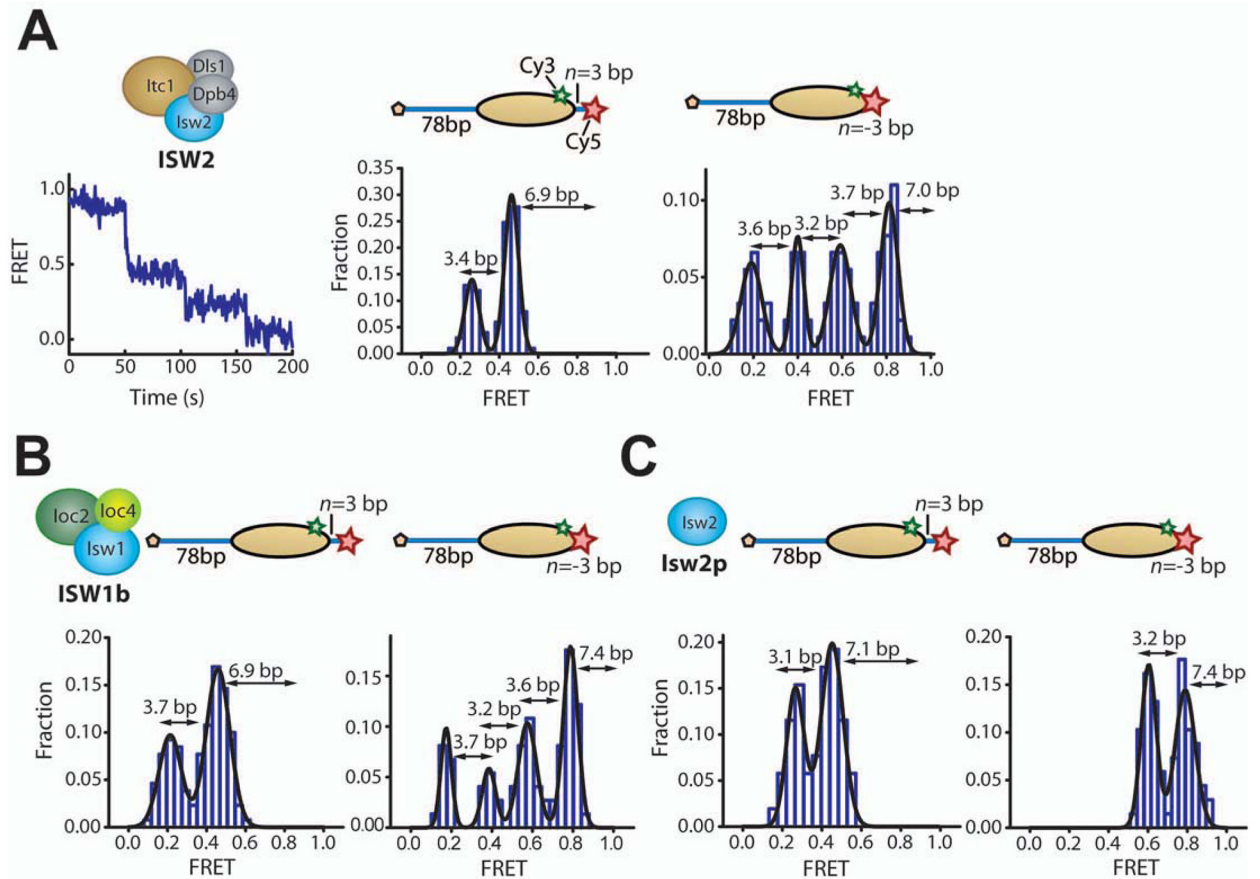 A
Itc1
Dls1
Dpb4
Isw2
ISW2
Cy3
n=3 bp
78bp
Cy5
78bp
n=-3 bp
FRET
1.0
0.5
0.0
0 50 100 150 200
Time (s)
Fraction
0.35
0.30
0.25
0.20
0.15
0.10
0.05
0.00
3.4 bp
6.9 bp
0.0 0.2 0.4 0.6 0.8 1.0
FRET
0.10
0.05
0.00
3.6 bp
3.2 bp
3.7 bp
7.0 bp
0.0 0.2 0.4 0.6 0.8 1.0
FRET
B
Ioc2
Ioc4
Isw1
ISW1b
n=3 bp
78bp
78bp
n=-3 bp
Fraction
0.20
0.15
0.10
0.05
0.00
3.7 bp
6.9 bp
0.0 0.2 0.4 0.6 0.8 1.0
FRET
0.15
0.10
0.05
0.00
3.7 bp
3.2 bp
3.6 bp
7.4 bp
0.0 0.2 0.4 0.6 0.8 1.0
FRET
C
Isw2
Isw2p
n=3 bp
78bp
78bp
n=-3 bp
Fraction
0.20
0.15
0.10
0.05
0.00
3.1 bp
7.1 bp
0.0 0.2 0.4 0.6 0.8 1.0
FRET
0.20
0.15
0.10
0.05
0.00
3.2 bp
7.4 bp
0.0 0.2 0.4 0.6 0.8 1.0
FRET